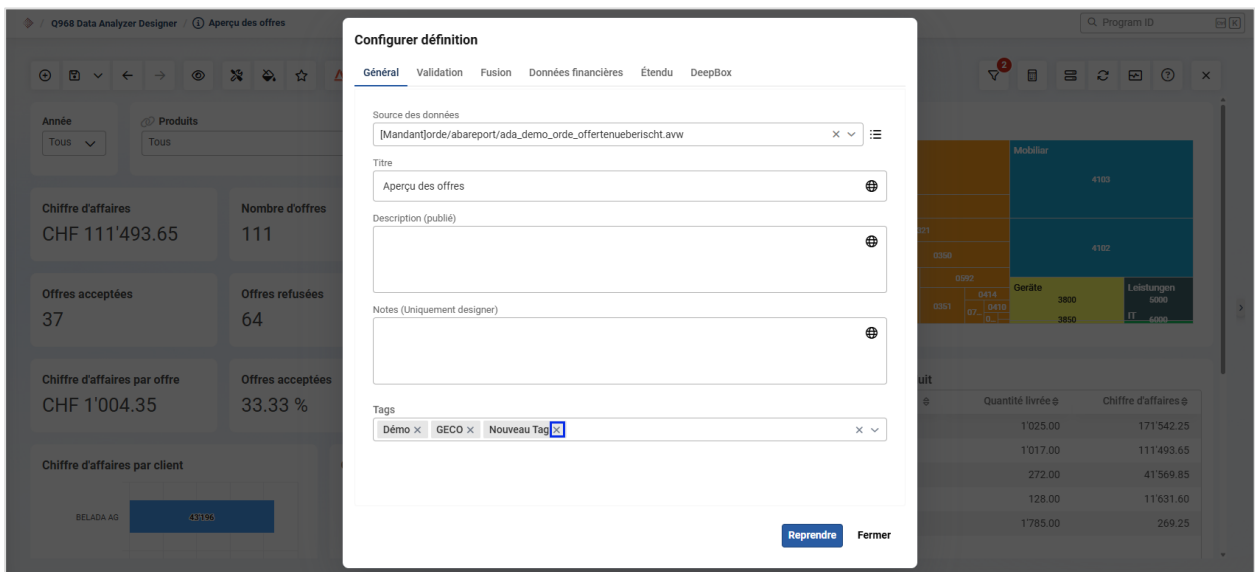 Q968 Data Analyzer Designer / Aperçu des offres
Program ID
K
2
Configurer définition
Général Validation Fusion Données financières Étendu DeepBox
Source des données
[Mandant]orde/abareport/ada_demo_orde_offertenueberischt.avw
Titre
Aperçu des offres
Description (publié)
Notes (Uniquement designer)
Tags
Démo GECO Nouveau Tag
Reprendre Fermer
Année Produits
Tous Tous
Chiffre d'affaires Nombre d'offres
CHF 111'493.65 111
Offres acceptées Offres refusées
37 64
Chiffre d'affaires par offre Offres acceptées
CHF 1'004.35 33.33 %
Chiffre d'affaires par client
BELADA AG 43'196
Mobiliar
4103
4102
0350
0592
0414
0351 07... 0410
0...
Geräte
3800
3850
Leistungen
5000
IT 6000
uit
Quantité livrée Chiffre d'affaires
1'025.00 171'542.25
1'017.00 111'493.65
272.00 41'569.85
128.00 11'631.60
1'785.00 269.25